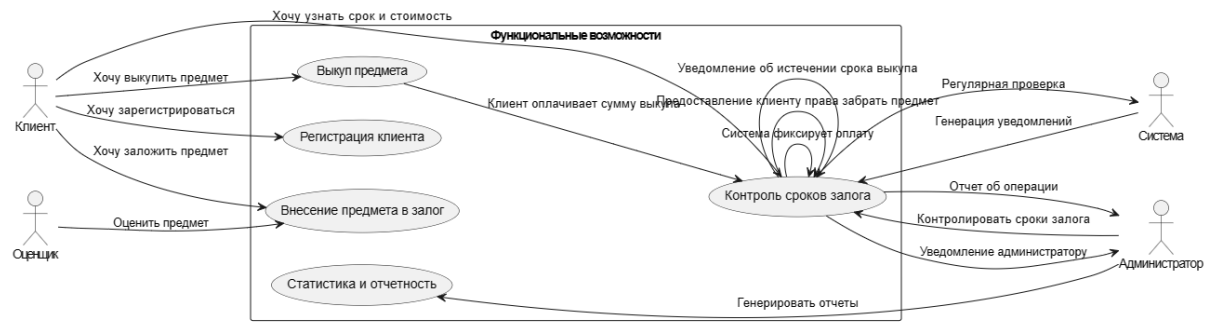 Хочу узнать срок и стоимость
Функциональные возможности
Выкуп предмета
Уведомление об истечении срока выкупа
Хочу выкупить предмет
Регулярная проверка
Клиент оплачивает сумму выкупа
Предоставление клиенту права забрать предмет
Хочу зарегистрироваться
Клиент
Генерация уведомлений
Система
Регистрация клиента
Система фиксирует оплату
Хочу заложить предмет
Отчет об операции
Контроль сроков залога
Внесение предмета в залог
Контролировать сроки залога
Оценить предмет
Оценщик
Уведомление администратору
Администратор
Статистика и отчетность
Генерировать отчеты